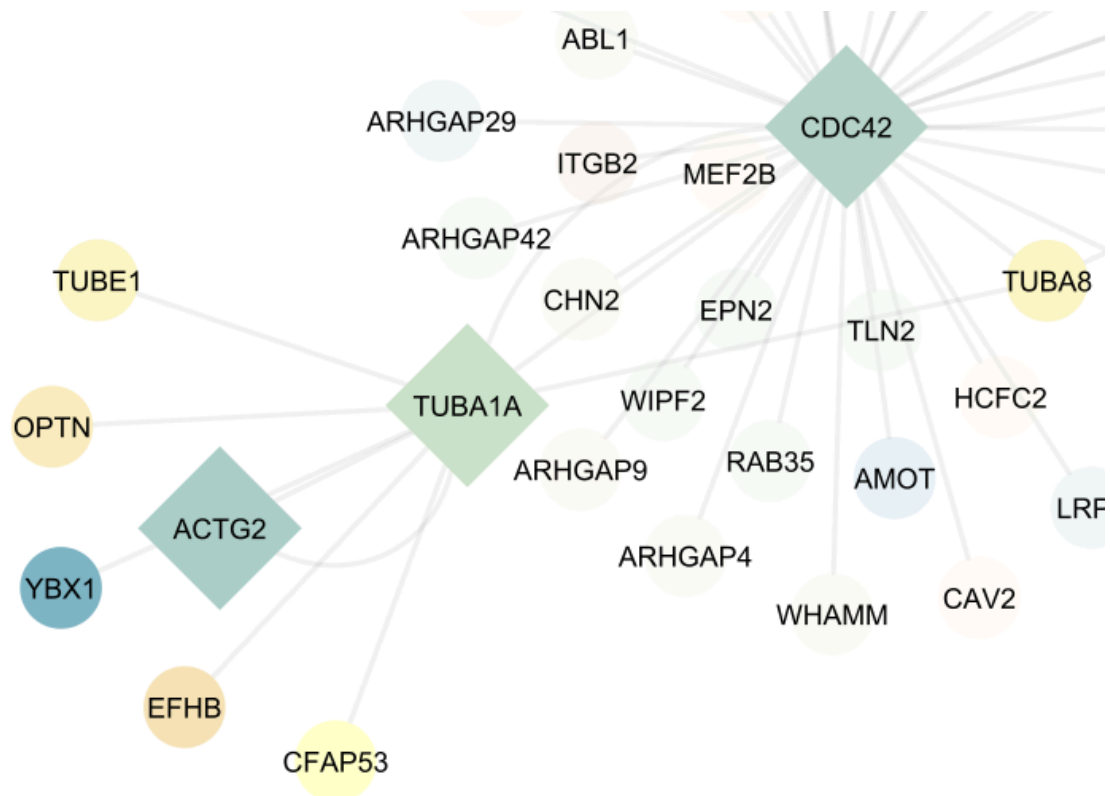 ABL1
ARHGAP29
CDC42
ITGB2
MEF2B
ARHGAP42
TUBE1
TUBA8
CHN2
EPN2
TLN2
TUBA1A
WIPF2
HCFC2
OPTN
ARHGAP9
RAB35
AMOT
LRP
ACTG2
ARHGAP4
YBX1
CAV2
WHAMM
EFHB
CFAP53